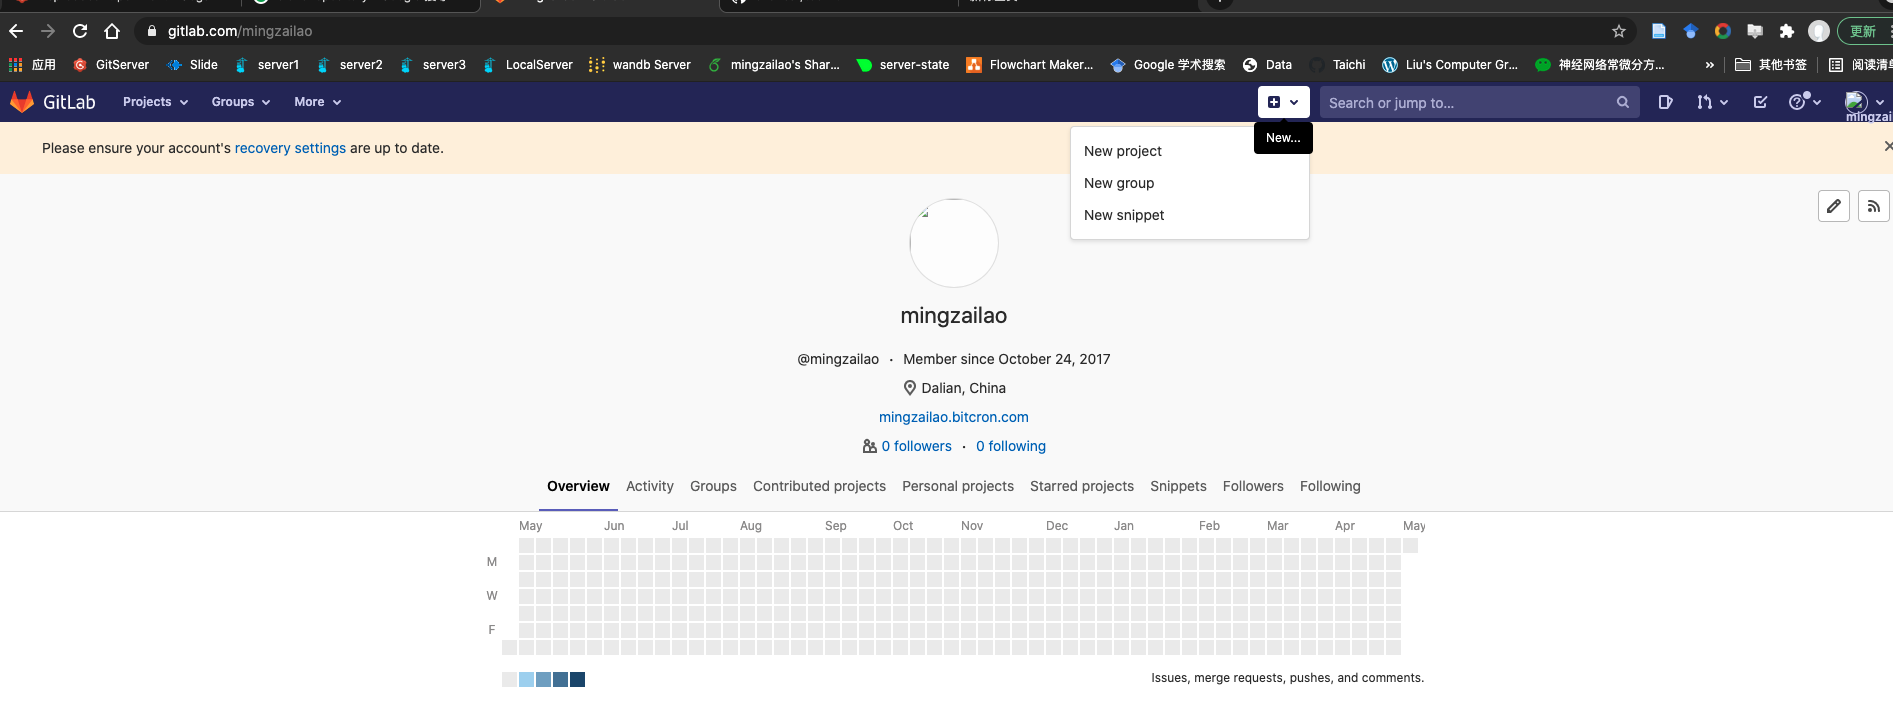 gitlab.com/mingzailao
更新
应用 GitServer Slide server1 server2 server3 LocalServer wandb Server mingzailao's Shar... server-state Flowchart Maker... Google 学术搜索 Data Taichi Liu's Computer Gr... 神经网络常微分方... » 其他书签 阅读清单
GitLab Projects Groups More Search or jump to... mingzai
New...
Please ensure your account's recovery settings are up to date.
New project
New group
New snippet
mingzailao
@mingzailao · Member since October 24, 2017
Dalian, China
mingzailao.bitcron.com
0 followers · 0 following
Overview Activity Groups Contributed projects Personal projects Starred projects Snippets Followers Following
May Jun Jul Aug Sep Oct Nov Dec Jan Feb Mar Apr May
M
W
F
Issues, merge requests, pushes, and comments.